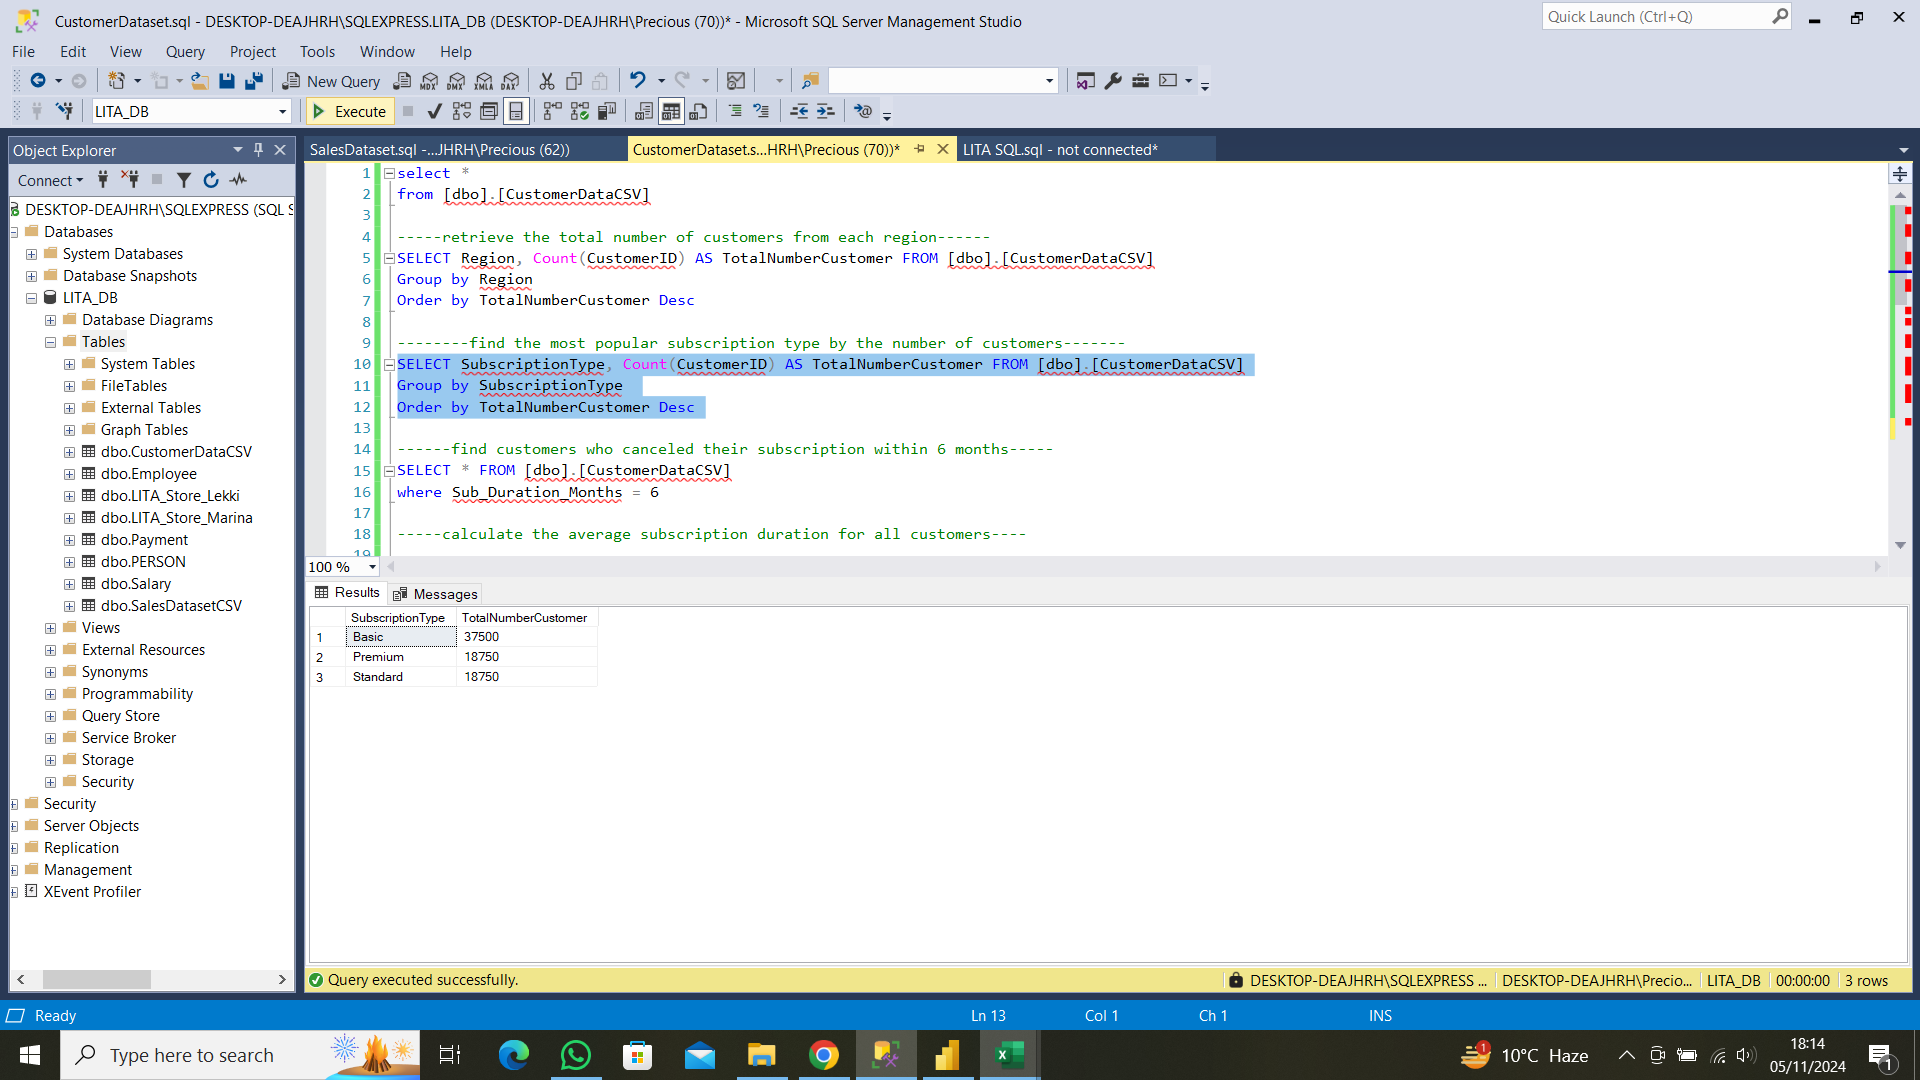 CustomerDataset.sql - DESKTOP-DEAJHRH\SQLEXPRESS.LITA_DB (DESKTOP-DEAJHRH\Precious (70))* - Microsoft SQL Server Management Studio
Quick Launch (Ctrl+Q)
File Edit View Query Project Tools Window Help
New Query MDX DMX XMLA DAX
LITA_DB
Execute
Object Explorer
SalesDataset.sql -...JHRH\Precious (62))
CustomerDataset.s...HRH\Precious (70))*
LITA SQL.sql - not connected*
Connect
DESKTOP-DEAJHRH\SQLEXPRESS (SQL S
Databases
System Databases
Database Snapshots
LITA_DB
Database Diagrams
Tables
System Tables
FileTables
External Tables
Graph Tables
dbo.CustomerDataCSV
dbo.Employee
dbo.LITA_Store_Lekki
dbo.LITA_Store_Marina
dbo.Payment
dbo.PERSON
dbo.Salary
dbo.SalesDatasetCSV
Views
External Resources
Synonyms
Programmability
Query Store
Service Broker
Storage
Security
Security
Server Objects
Replication
Management
XEvent Profiler
1 select *
2 from [dbo].[CustomerDataCSV]
3
4 -----retrieve the total number of customers from each region------
5 SELECT Region, Count(CustomerID) AS TotalNumberCustomer FROM [dbo].[CustomerDataCSV]
6 Group by Region
7 Order by TotalNumberCustomer Desc
8
9 --------find the most popular subscription type by the number of customers-------
10 SELECT SubscriptionType, Count(CustomerID) AS TotalNumberCustomer FROM [dbo].[CustomerDataCSV]
11 Group by SubscriptionType
12 Order by TotalNumberCustomer Desc
13
14 ------find customers who canceled their subscription within 6 months-----
15 SELECT * FROM [dbo].[CustomerDataCSV]
16 where Sub_Duration_Months = 6
17
18 -----calculate the average subscription duration for all customers----
19
100 %
Results Messages
SubscriptionType TotalNumberCustomer
1 Basic 37500
2 Premium 18750
3 Standard 18750
Query executed successfully.
DESKTOP-DEAJHRH\SQLEXPRESS ... DESKTOP-DEAJHRH\Precio... LITA_DB 00:00:00 3 rows
Ready Ln 13 Col 1 Ch 1 INS
Type here to search
1
10°C Haze
18:14
05/11/2024
1